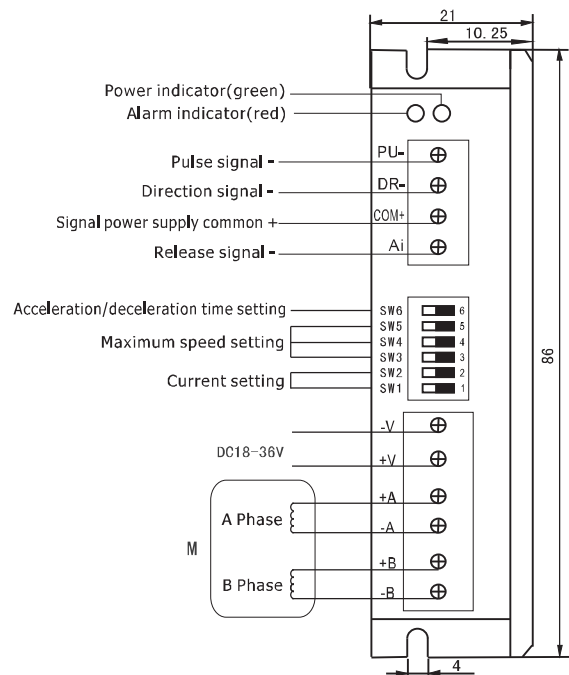 21
10.25
Power indicator(green)
Alarm indicator(red)
Pulse signal - PU-
Direction signal - DR-
Signal power supply common + COM+
Release signal - Ai
Acceleration/deceleration time setting SW6 6
SW5 5
Maximum speed setting SW4 4
SW3 3
SW2 2
Current setting
SW1 1
86
-V
DC18-36V
+V
+A
A Phase
-A
M
+B
B Phase
-B
4